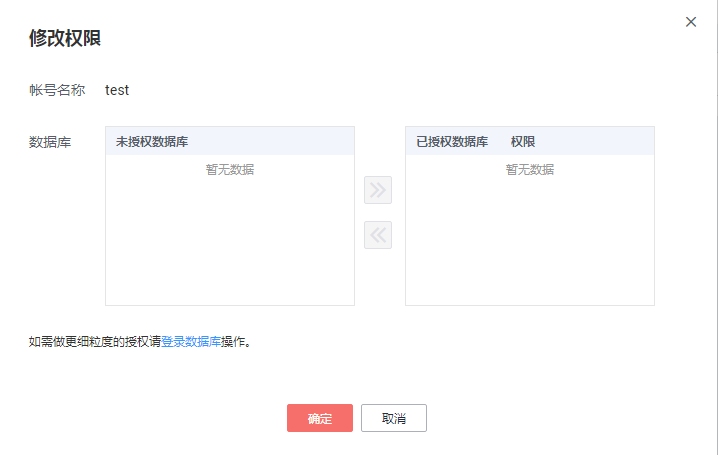 修改权限
帐号名称 test
数据库
未授权数据库
暂无数据
已授权数据库 权限
暂无数据
如需做更细粒度的授权请登录数据库操作。
确定 取消